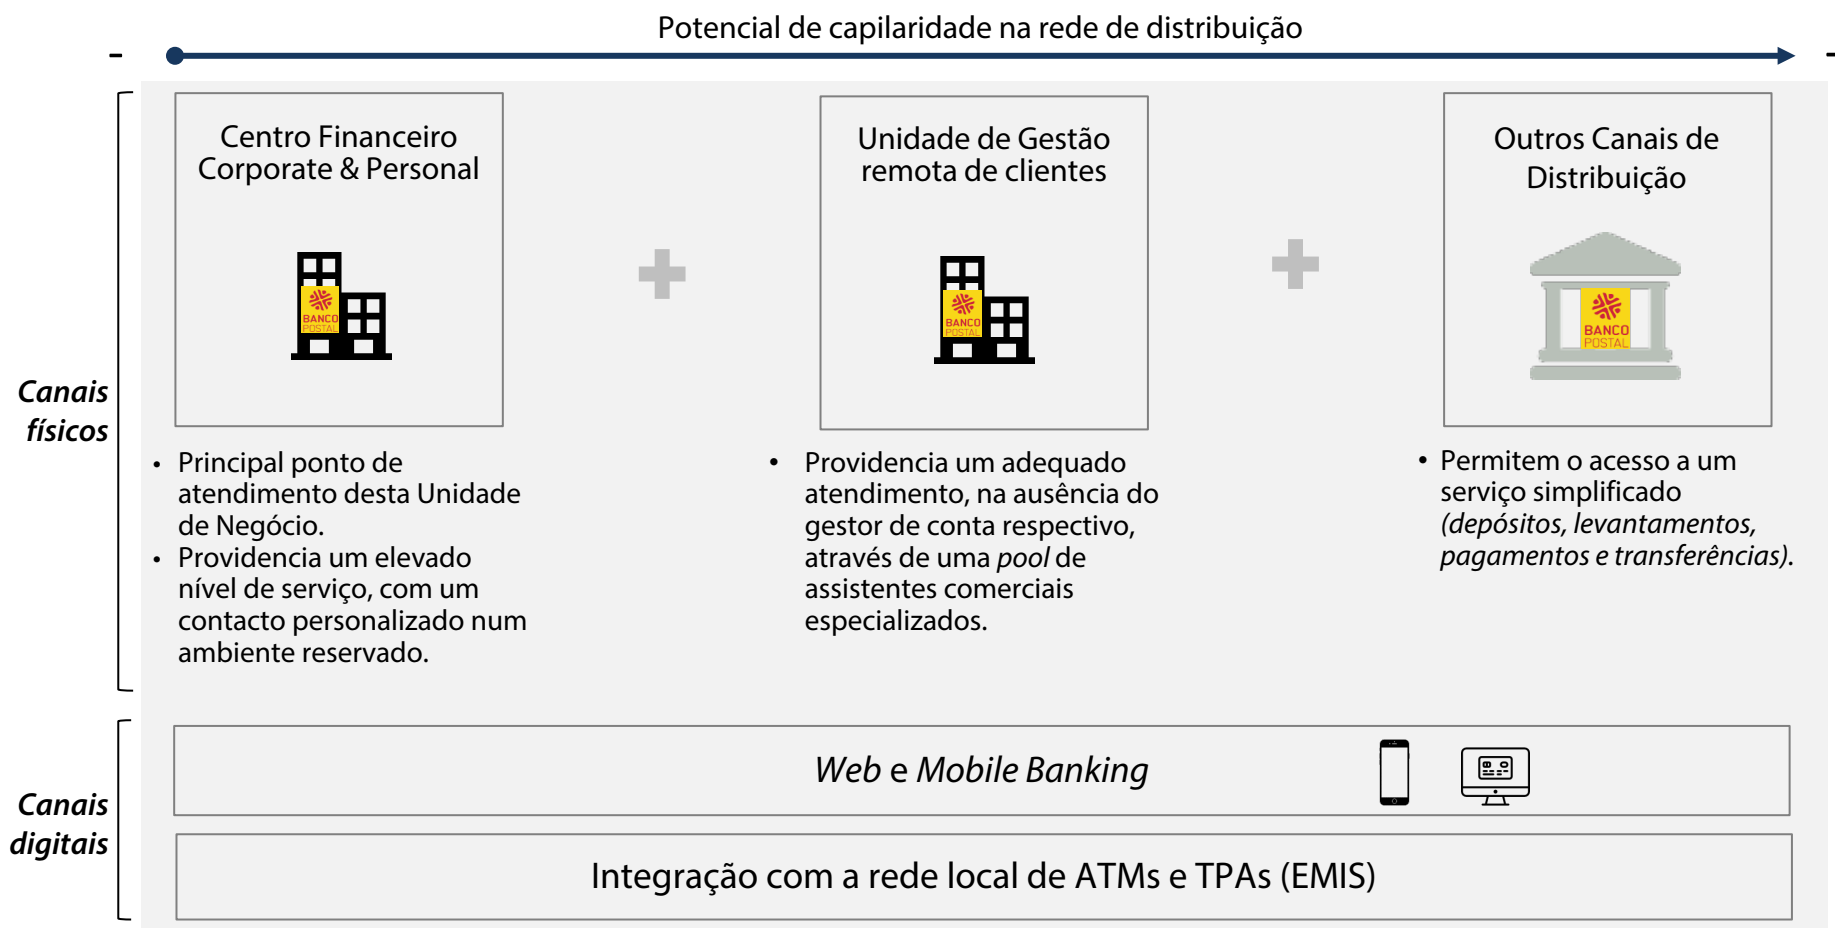 Potencial de capilaridade na rede de distribuição
-
-
Centro Financeiro
Corporate & Personal
BANCO
POSTAL
Unidade de Gestão
remota de clientes
BANCO
POSTAL
Outros Canais de
Distribuição
BANCO
POSTAL
Canais
físicos
• Principal ponto de
atendimento desta Unidade
de Negócio.
• Providencia um elevado
nível de serviço, com um
contacto personalizado num
ambiente reservado.
• Providencia um adequado
atendimento, na ausência do
gestor de conta respectivo,
através de uma pool de
assistentes comerciais
especializados.
• Permitem o acesso a um
serviço simplificado
(depósitos, levantamentos,
pagamentos e transferências).
Canais
digitais
Web e Mobile Banking
Integração com a rede local de ATMs e TPAs (EMIS)